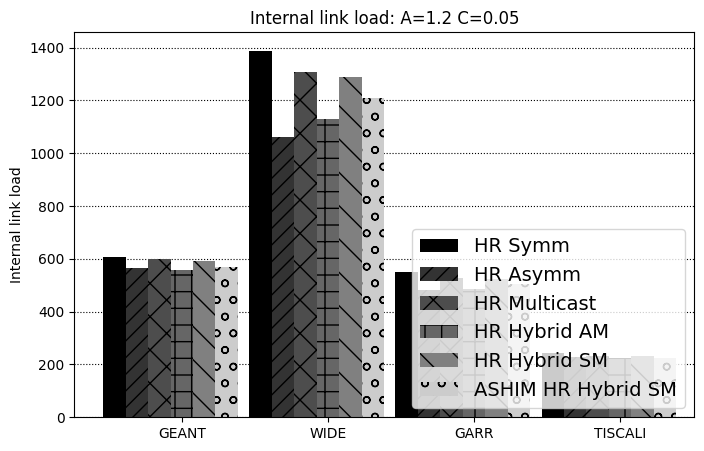 Internal link load: A=1.2 C=0.05
1400
1200
1000
800
600
400
200
0
Internal link load
HR Symm
HR Asymm
HR Multicast
HR Hybrid AM
HR Hybrid SM
ASHIM HR Hybrid SM
GEANT
WIDE
GARR
TISCALI